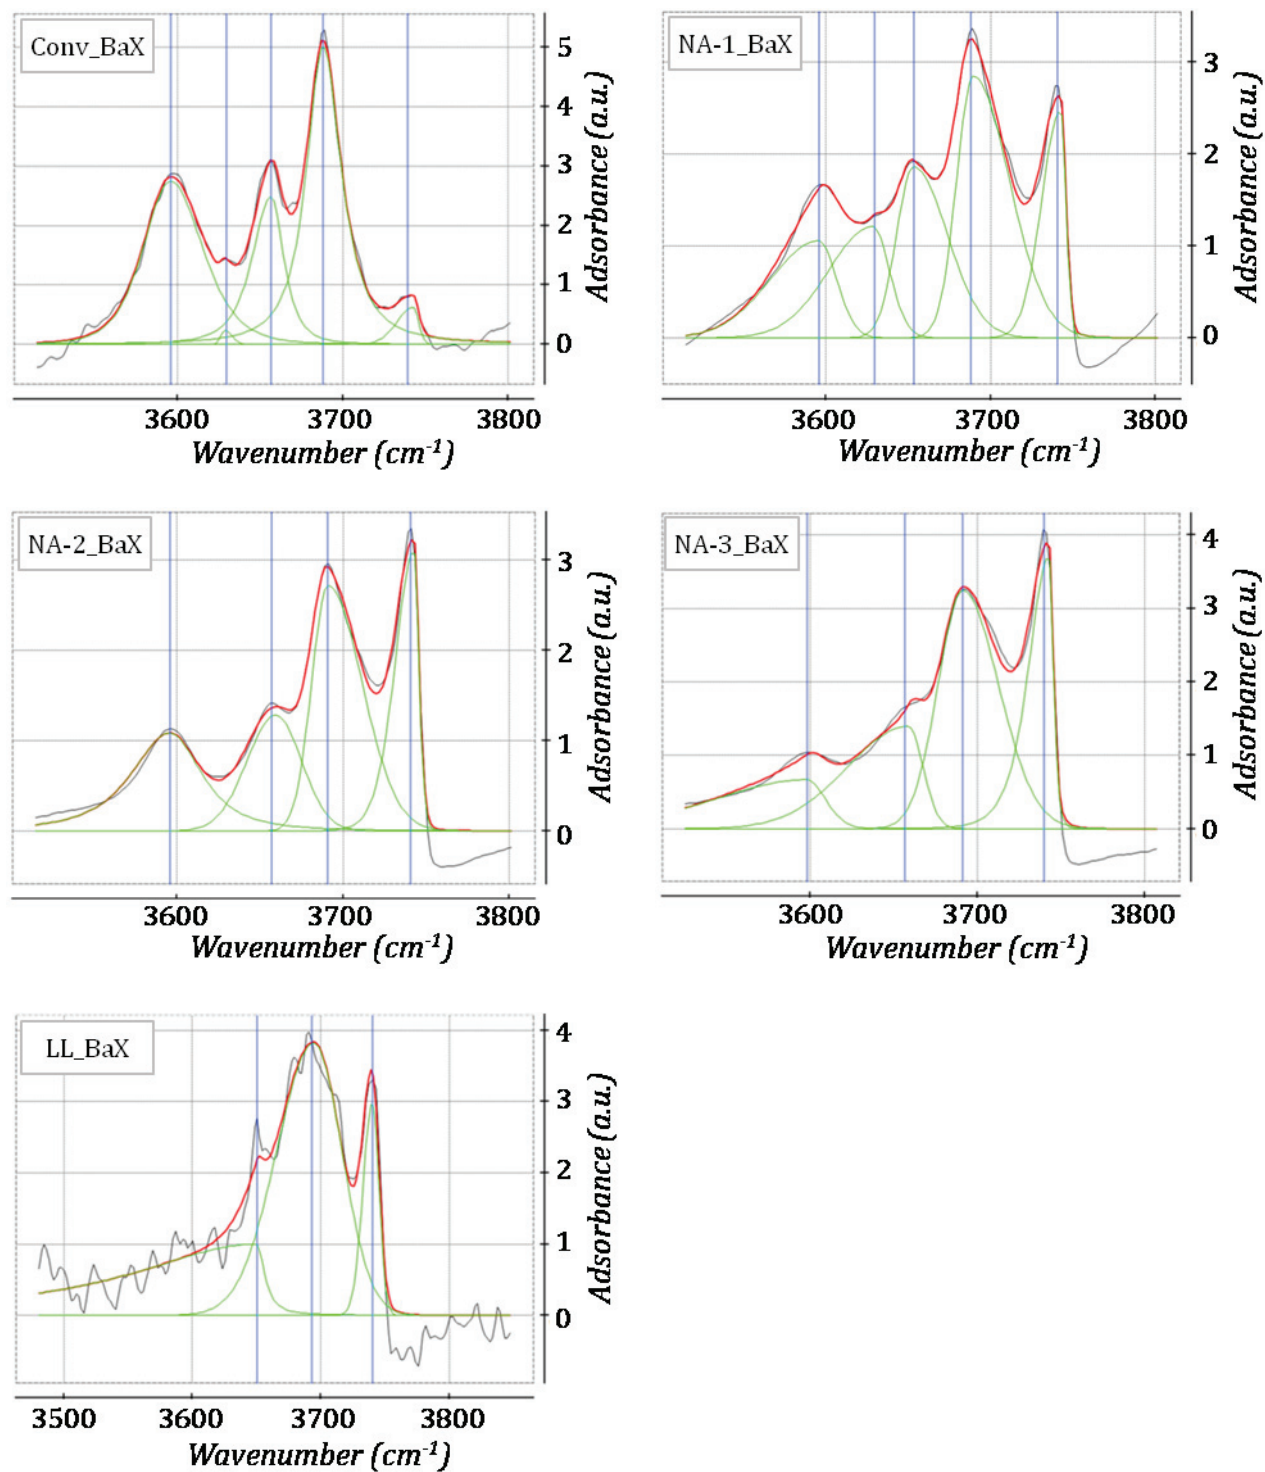 Conv_BaX
5
4
3
2
1
0
Adsorbance (a.u.)
3600 3700 3800
Wavenumber (cm⁻¹)
NA-1_BaX
3
2
1
0
Adsorbance (a.u.)
3600 3700 3800
Wavenumber (cm⁻¹)
NA-2_BaX
3
2
1
0
Adsorbance (a.u.)
3600 3700 3800
Wavenumber (cm⁻¹)
NA-3_BaX
4
3
2
1
0
Adsorbance (a.u.)
3600 3700 3800
Wavenumber (cm⁻¹)
LL_BaX
4
3
2
1
0
Adsorbance (a.u.)
3500 3600 3700 3800
Wavenumber (cm⁻¹)